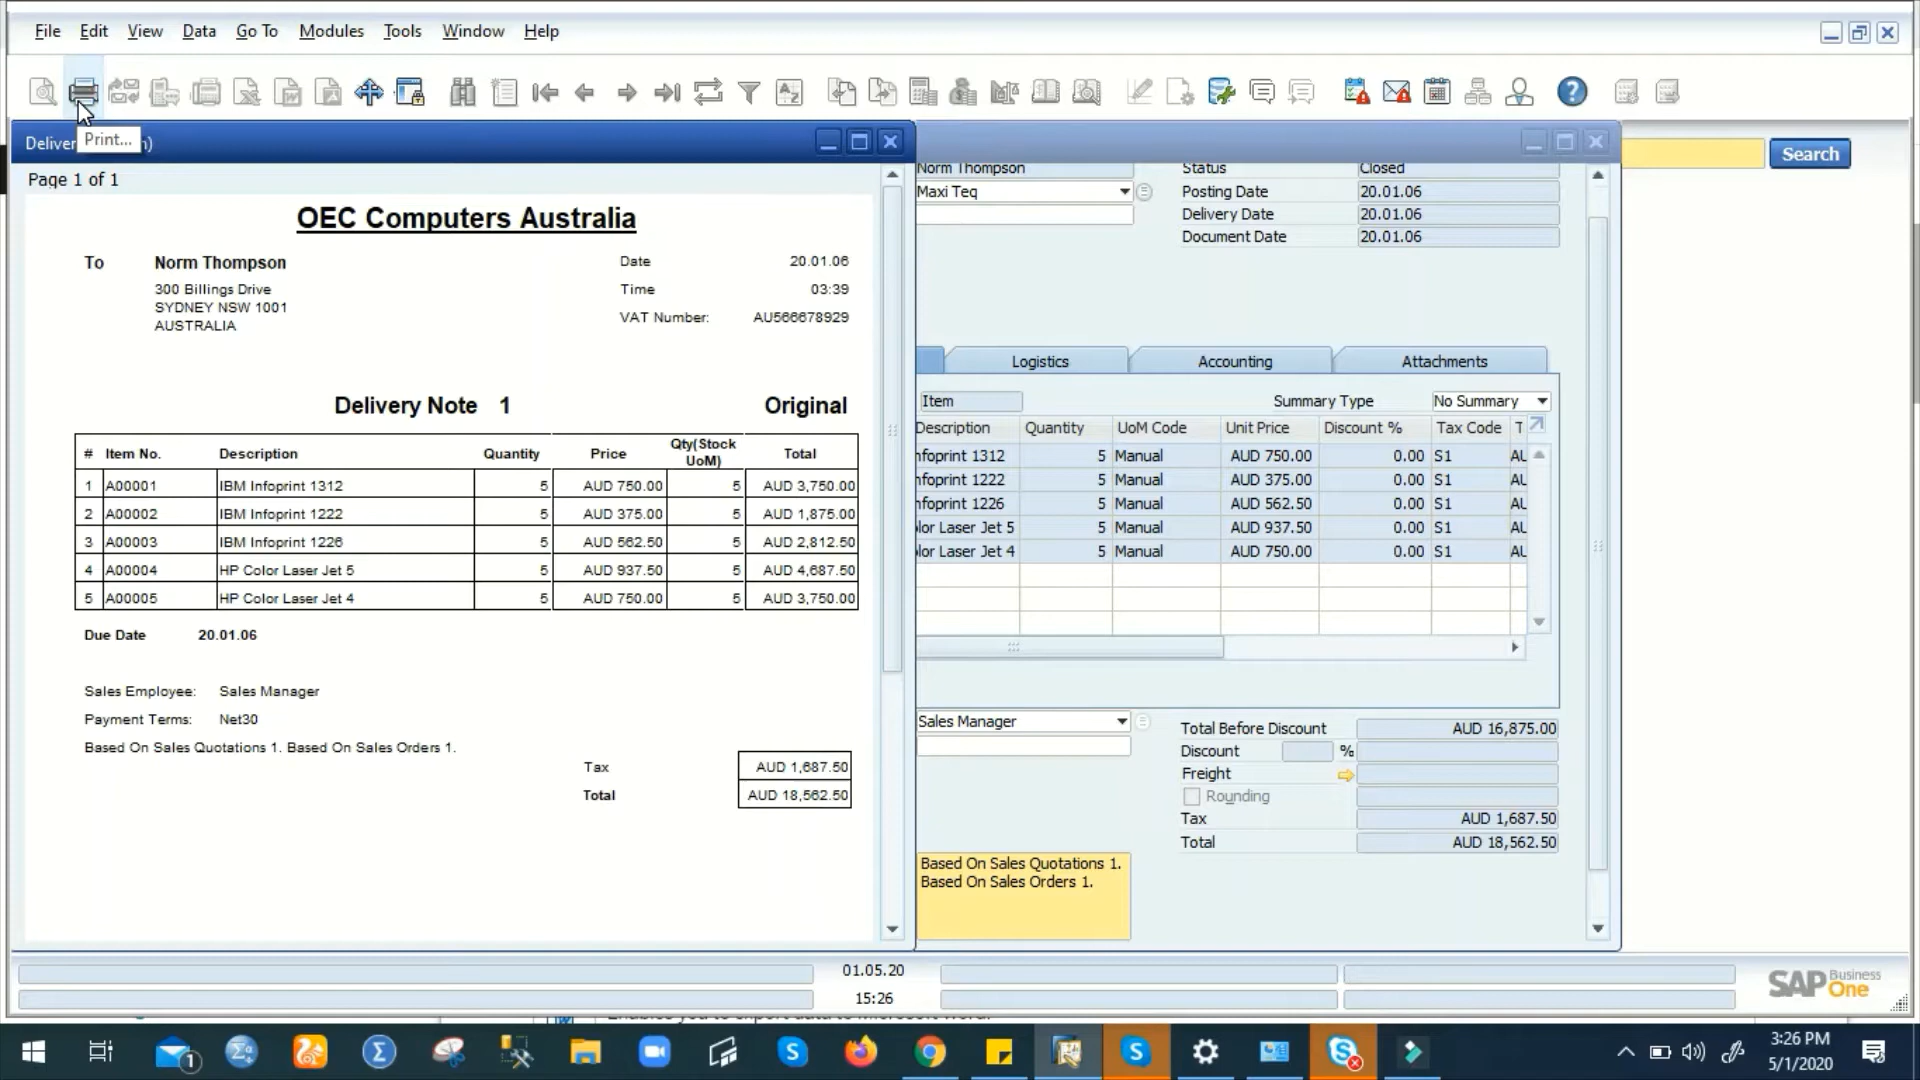 File Edit View Data Go To Modules Tools Window Help
Print...
Page 1 of 1
Search
OEC Computers Australia
To Norm Thompson
300 Billings Drive
SYDNEY NSW 1001
AUSTRALIA
Date 20.01.06
Time 03:39
VAT Number: AU566678929
Delivery Note 1 Original
# Item No. Description Quantity Price Qty(Stock UoM) Total
1 A00001 IBM Infoprint 1312 5 AUD 750.00 5 AUD 3,750.00
2 A00002 IBM Infoprint 1222 5 AUD 375.00 5 AUD 1,875.00
3 A00003 IBM Infoprint 1226 5 AUD 562.50 5 AUD 2,812.50
4 A00004 HP Color Laser Jet 5 5 AUD 937.50 5 AUD 4,687.50
5 A00005 HP Color Laser Jet 4 5 AUD 750.00 5 AUD 3,750.00
Due Date 20.01.06
Sales Employee: Sales Manager
Payment Terms: Net30
Based On Sales Quotations 1. Based On Sales Orders 1.
Tax AUD 1,687.50
Total AUD 18,562.50
Norm Thompson
Maxi Teq
Status Closed
Posting Date 20.01.06
Delivery Date 20.01.06
Document Date 20.01.06
Logistics Accounting Attachments
Item Summary Type No Summary
Description Quantity UoM Code Unit Price Discount % Tax Code T
nfoprint 1312 5 Manual AUD 750.00 0.00 S1 AU
nfoprint 1222 5 Manual AUD 375.00 0.00 S1 AU
nfoprint 1226 5 Manual AUD 562.50 0.00 S1 AU
lor Laser Jet 5 5 Manual AUD 937.50 0.00 S1 AU
lor Laser Jet 4 5 Manual AUD 750.00 0.00 S1 AU
Sales Manager
Total Before Discount AUD 16,875.00
Discount %
Freight
Rounding
Tax AUD 1,687.50
Total AUD 18,562.50
Based On Sales Quotations 1.
Based On Sales Orders 1.
01.05.20
15:26
SAP Business One
3:26 PM
5/1/2020